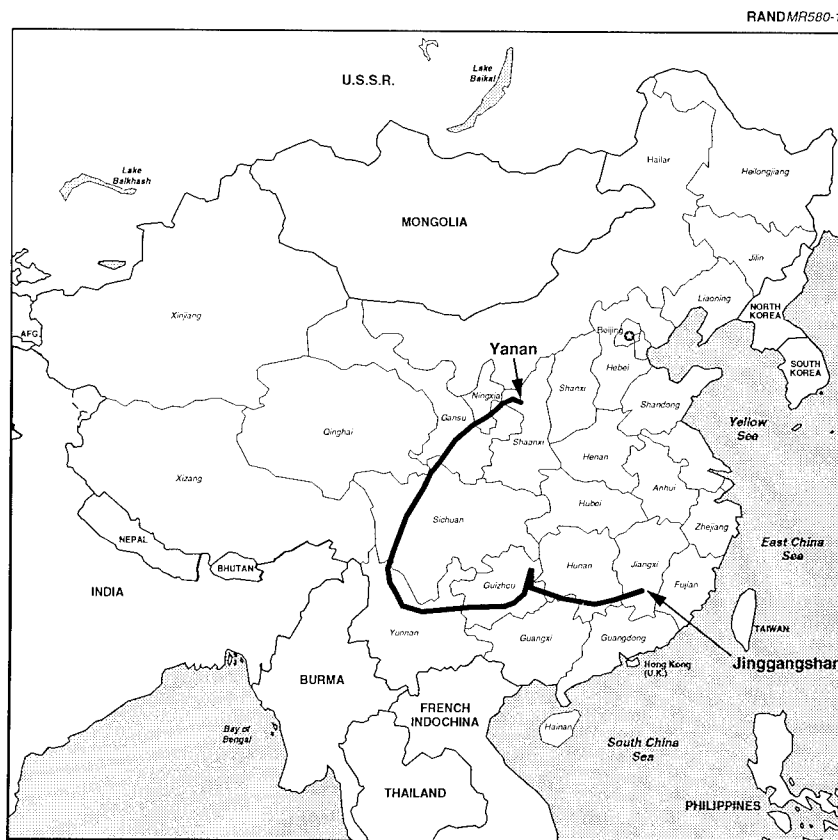 RANDMR580-1
Lake
Baikal
U.S.S.R.
Hailar
Heilongjiang
Lake
Balkhash
MONGOLIA
Jilin
Xinjiang
Liaoning
NORTH
KOREA
AFG.
Beijing
Yanan
Hebei
SOUTH
KOREA
Ningxia
Shanxi
Shandong
Gansu
Yellow
Sea
Qinghai
Shaanxi
Henan
Xizang
Anhui
Hubei
Sichuan
Zhejiang
NEPAL
East China
Sea
BHUTAN
Hunan
Jiangxi
INDIA
Guizhou
Fujian
TAIWAN
Yunnan
Guangxi
Guangdong
Jinggangshan
Hong Kong
(U.K.)
BURMA
FRENCH
INDOCHINA
Hainan
Bay of
Bengal
South China
Sea
THAILAND
PHILIPPINES